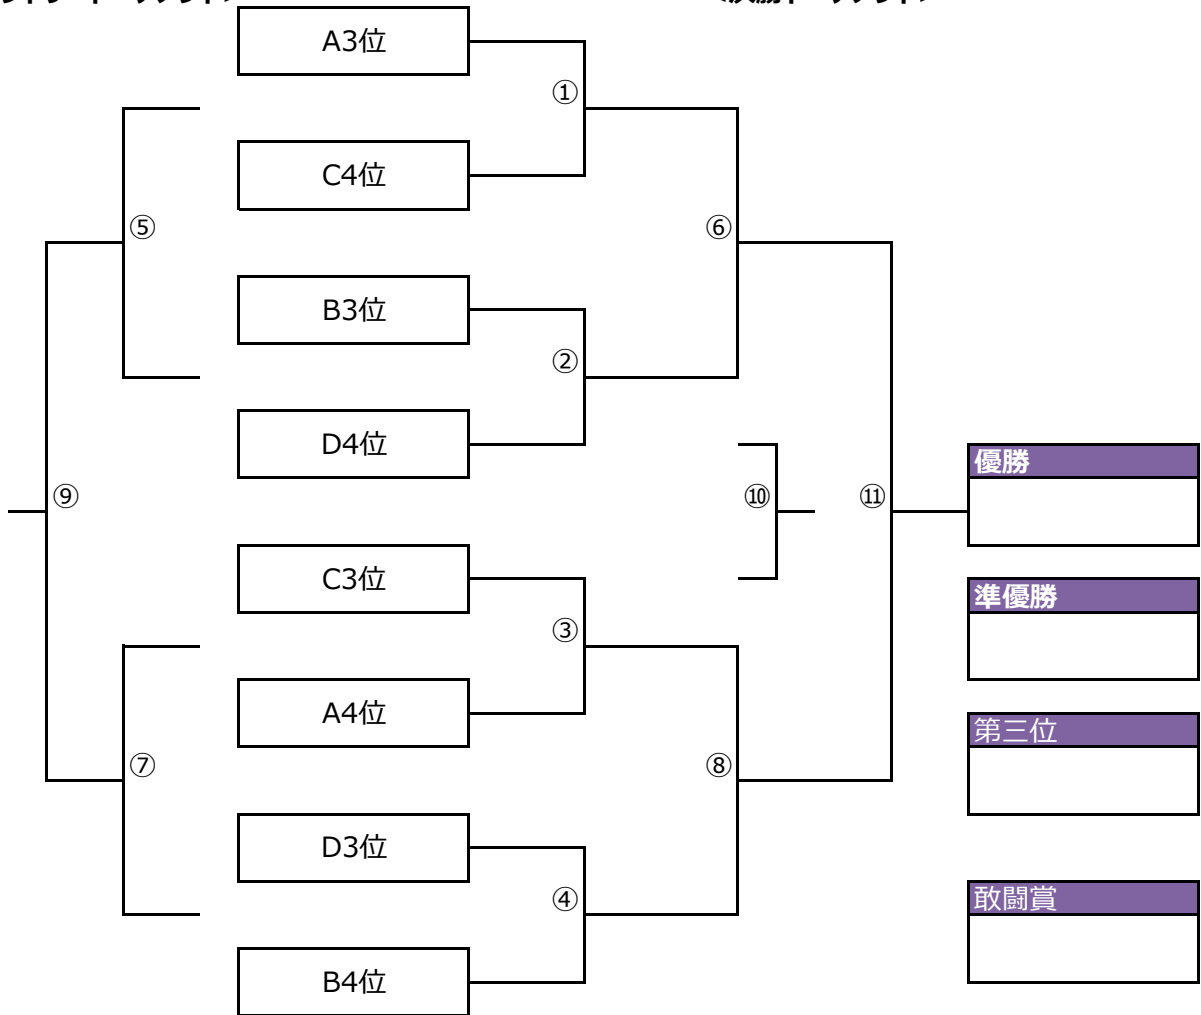 A3位
①
C4位
⑤
⑥
B3位
②
D4位
優勝
⑨
⑩
⑪
C3位
準優勝
③
A4位
第三位
⑦
⑧
D3位
敢闘賞
④
B4位